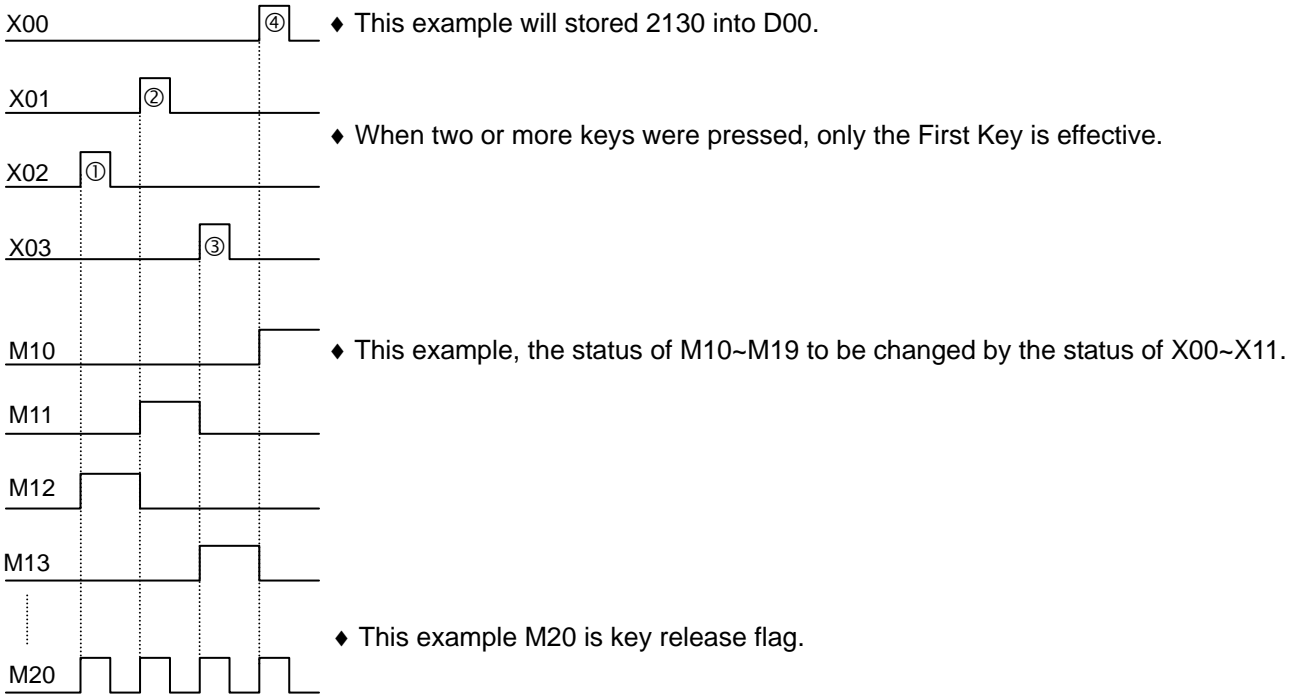 X00 ④ ♦ This example will stored 2130 into D00.
X01 ②
♦ When two or more keys were pressed, only the First Key is effective.
X02 ①
X03 ③
M10 ♦ This example, the status of M10~M19 to be changed by the status of X00~X11.
M11
M12
M13
♦ This example M20 is key release flag.
M20